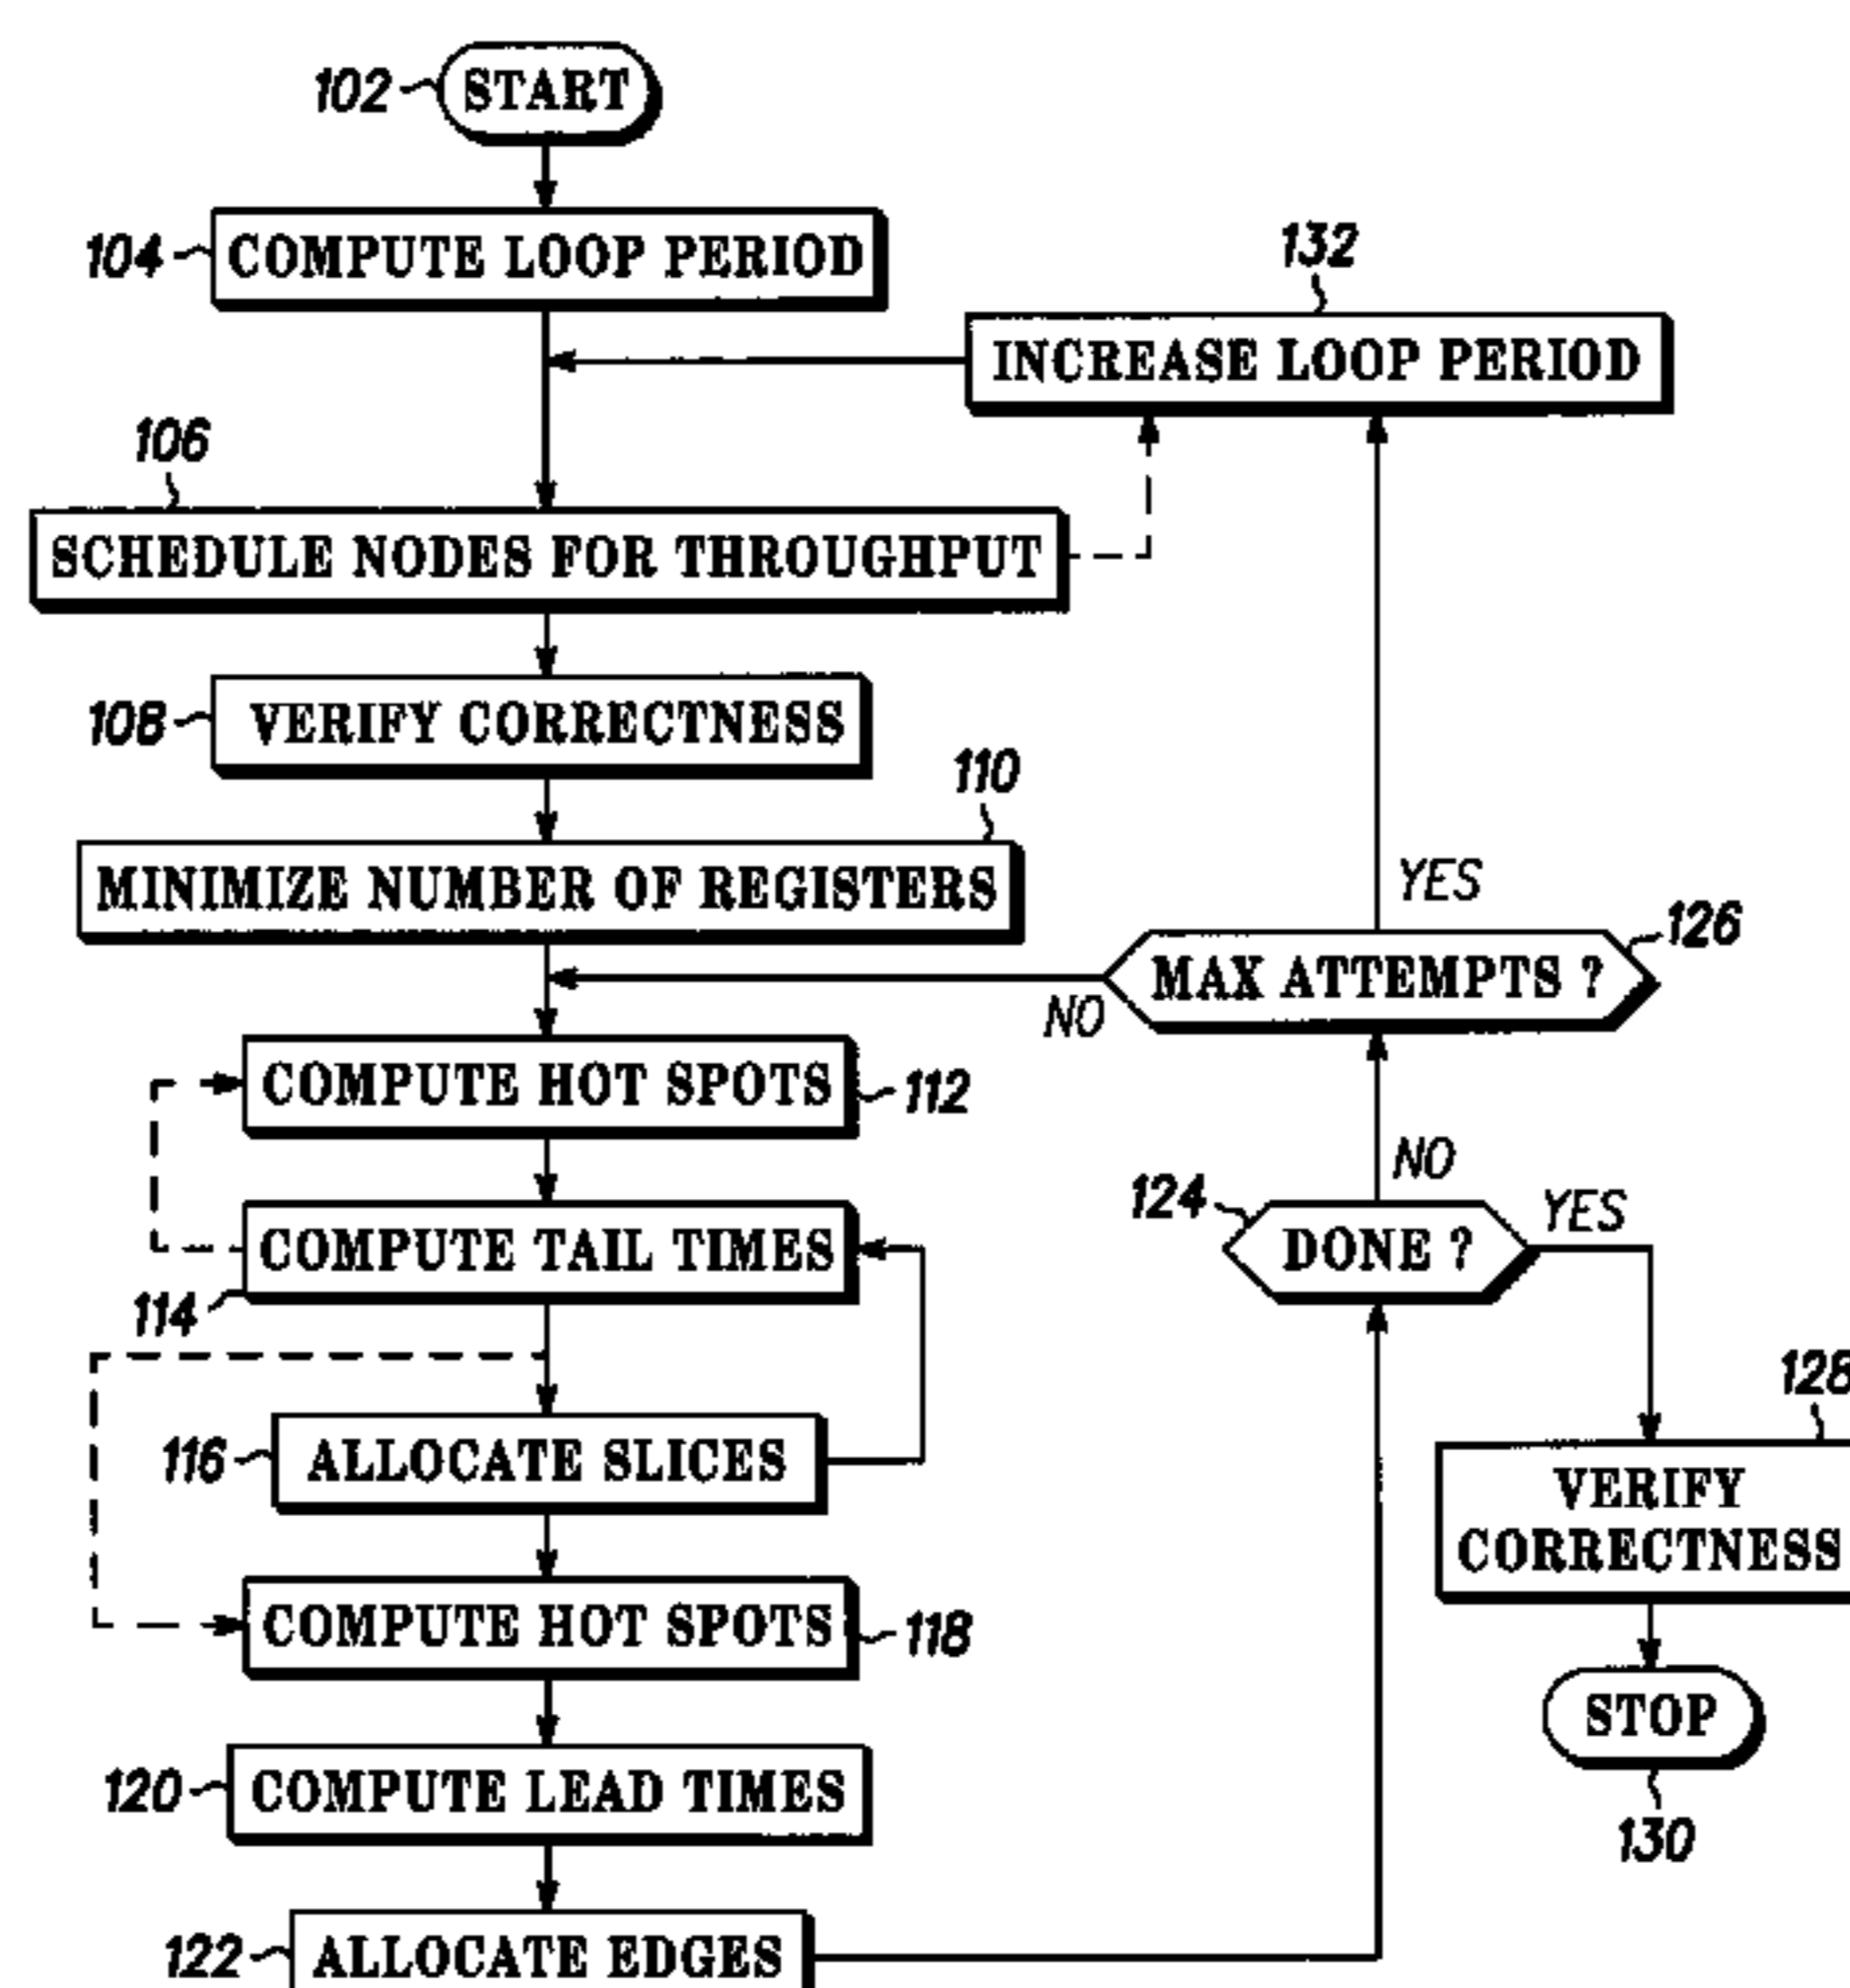 102 START
104 COMPUTE LOOP PERIOD
132
INCREASE LOOP PERIOD
106
SCHEDULE NODES FOR THROUGHPUT
108 VERIFY CORRECTNESS
110
MINIMIZE NUMBER OF REGISTERS
YES
126
MAX ATTEMPTS ?
NO
COMPUTE HOT SPOTS 112
NO
124 DONE ? YES
COMPUTE TAIL TIMES
114
128
116 ALLOCATE SLICES
VERIFY
CORRECTNESS
COMPUTE HOT SPOTS 118
STOP
130
120 COMPUTE LEAD TIMES
122 ALLOCATE EDGES